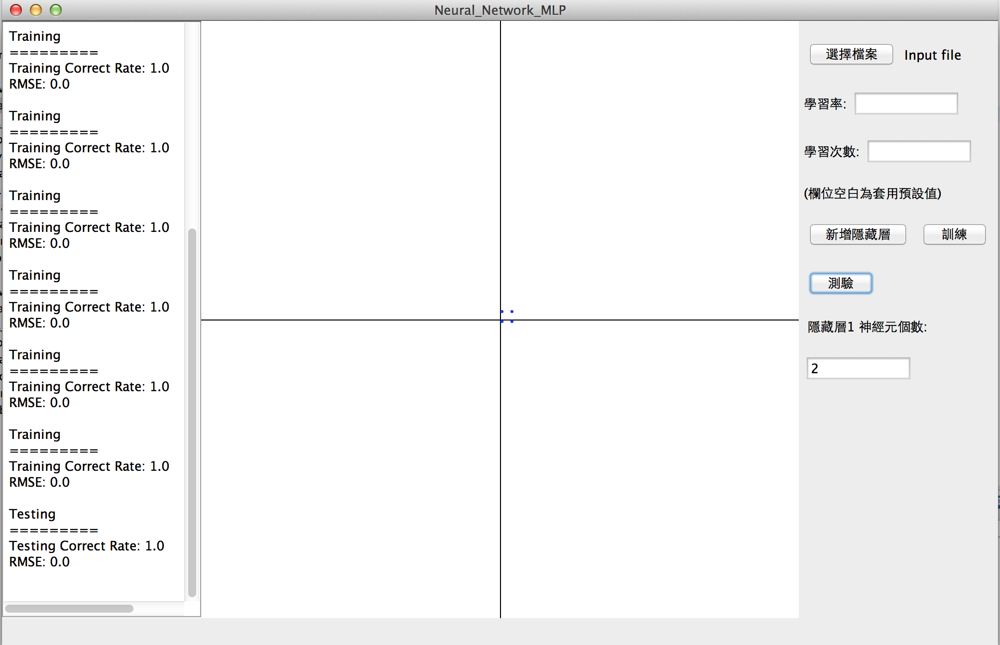 Neural_Network_MLP
Training
=========
Training Correct Rate: 1.0
RMSE: 0.0
Training
=========
Training Correct Rate: 1.0
RMSE: 0.0
Training
=========
Training Correct Rate: 1.0
RMSE: 0.0
Training
=========
Training Correct Rate: 1.0
RMSE: 0.0
Training
=========
Training Correct Rate: 1.0
RMSE: 0.0
Training
=========
Training Correct Rate: 1.0
RMSE: 0.0
Testing
=========
Testing Correct Rate: 1.0
RMSE: 0.0
選擇檔案 Input file
學習率:
學習次數:
(欄位空白為套用預設值)
新增隱藏層 訓練
測驗
隱藏層1 神經元個數:
2